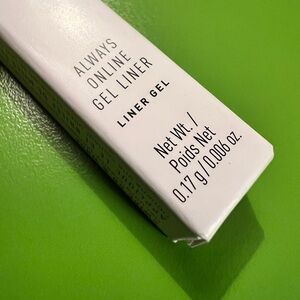 ALWAYS
ONLINE
GEL LINER
LINER GEL
Net Wt. /
Poids Net
0.17 g/0.006 oz.